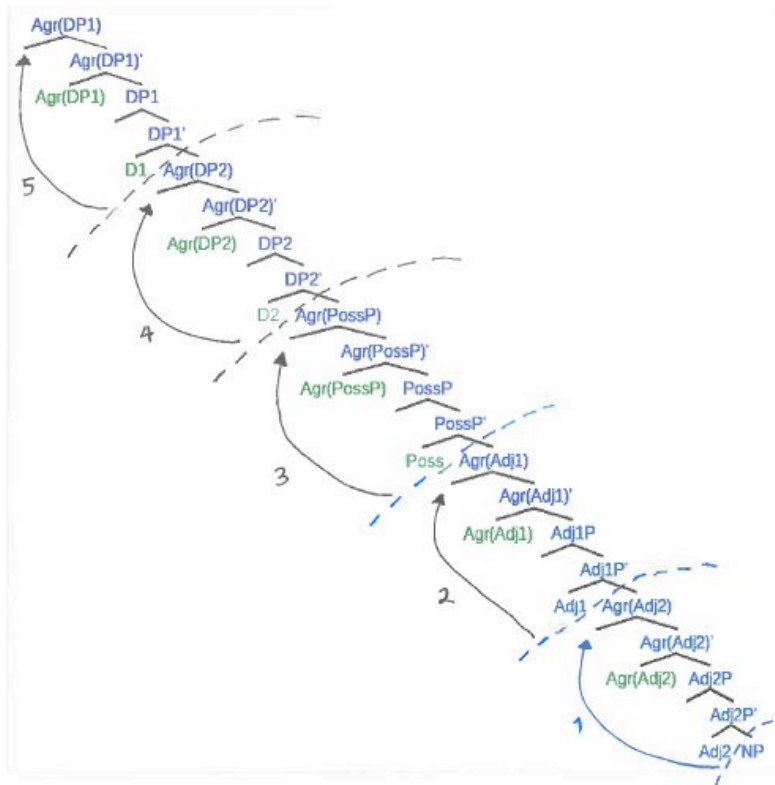 Agr(DP1)
Agr(DP1)'
Agr(DP1) DP1
DP1'
D1 Agr(DP2)
5
Agr(DP2)'
Agr(DP2) DP2
DP2'
D2 Agr(PossP)
4
Agr(PossP)'
Agr(PossP) PossP
PossP'
Poss Agr(Adj1)
3
Agr(Adj1)'
Agr(Adj1) Adj1P
Adj1P'
2 Adj1 Agr(Adj2)
Agr(Adj2)'
Agr(Adj2) Adj2P
Adj2P'
1
Adj2 NP